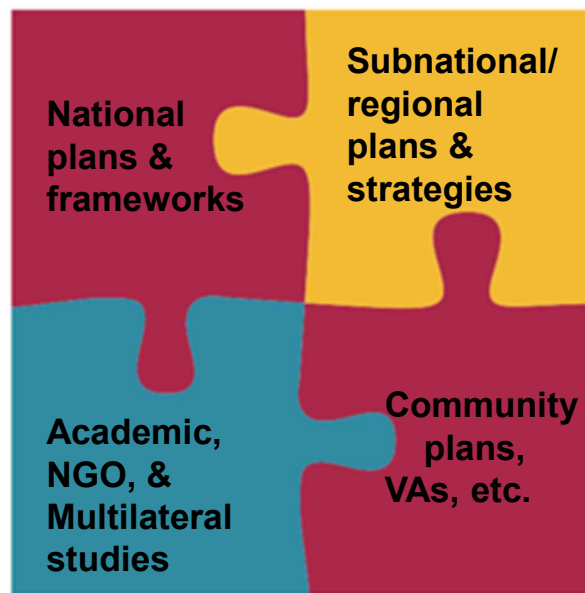 National
plans &
frameworks
Subnational/
regional
plans &
strategies
Academic,
NGO, &
Multilateral
studies
Community
plans,
VAs, etc.